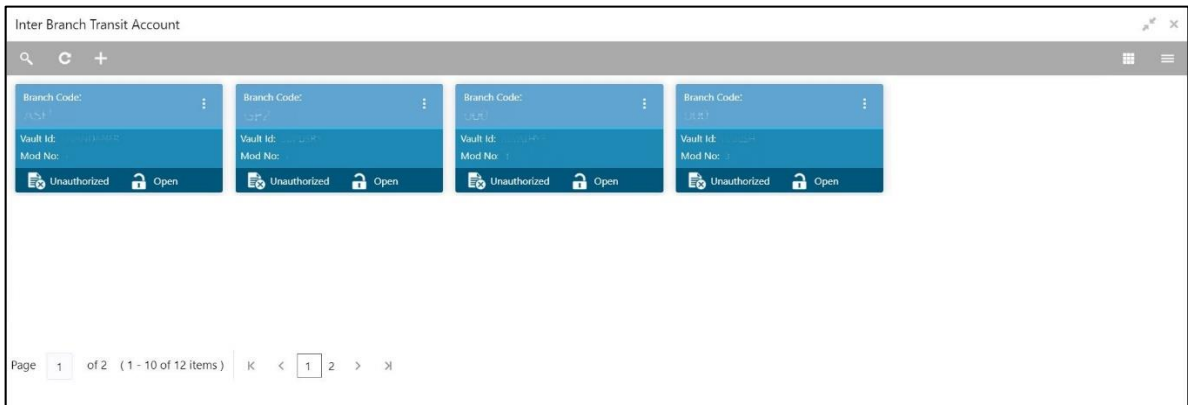 Inter Branch Transit Account
Branch Code:
Vault Id:
Mod No:
Unauthorized Open
Branch Code:
Vault Id:
Mod No:
Unauthorized Open
Branch Code:
Vault Id:
Mod No:
Unauthorized Open
Branch Code:
Vault Id:
Mod No:
Unauthorized Open
Page 1 of 2 ( 1 - 10 of 12 items ) 1 2